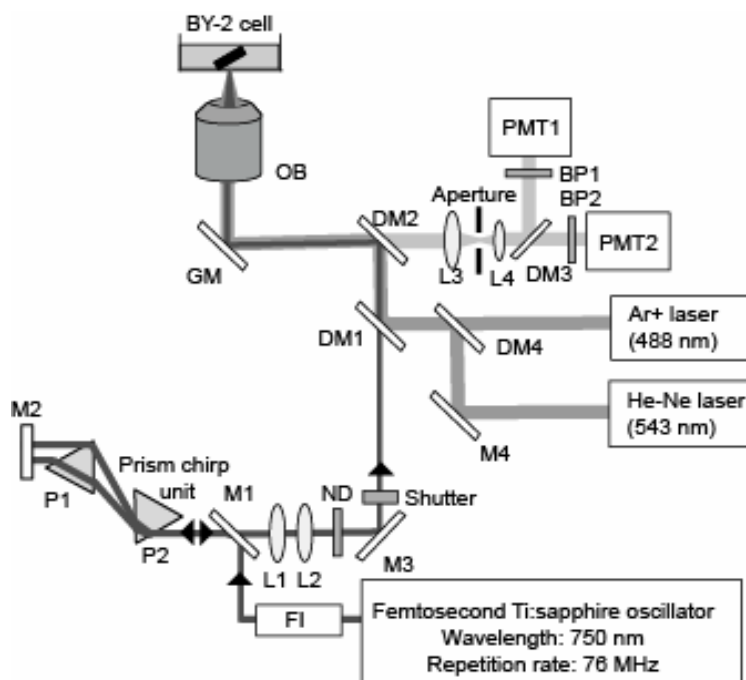 BY-2 cell
PMT1
OB
BP1
Aperture
BP2
DM2
PMT2
GM
L3
L4
DM3
DM1
DM4
Ar+ laser
(488 nm)
M2
He-Ne laser
(543 nm)
M4
P1
Prism chirp
unit
M1
ND
Shutter
P2
L1
L2
M3
FI
Femtosecond Ti:sapphire oscillator
Wavelength: 750 nm
Repetition rate: 76 MHz